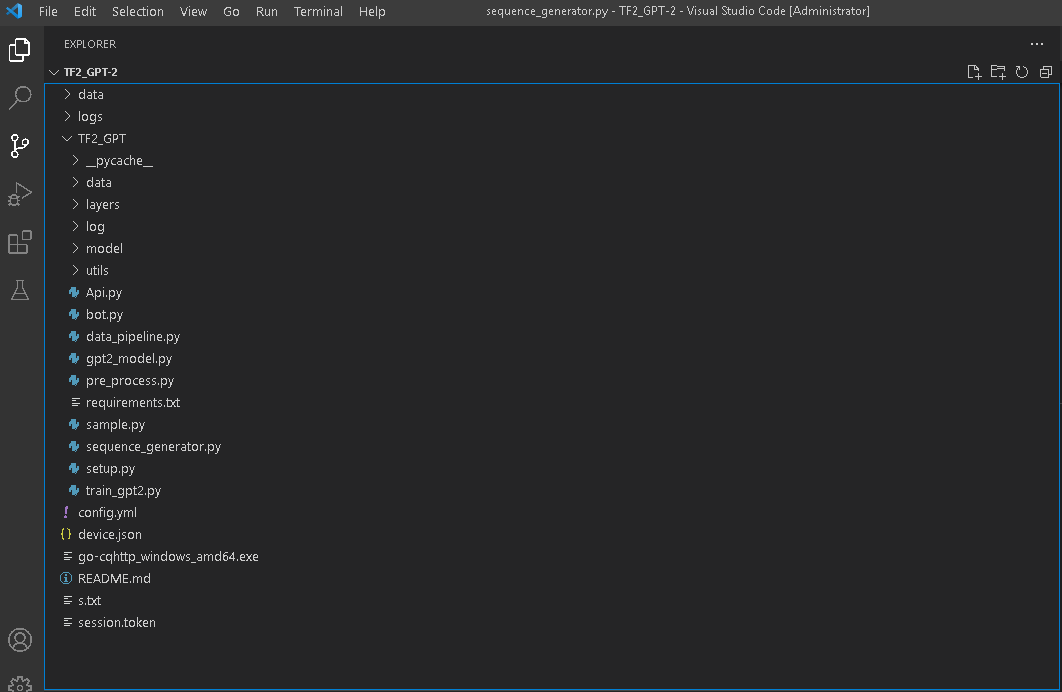 File Edit Selection View Go Run Terminal Help sequence_generator.py - TF2_GPT-2 - Visual Studio Code [Administrator]
EXPLORER
TF2_GPT-2
data
logs
TF2_GPT
__pycache__
data
layers
log
model
utils
Api.py
bot.py
data_pipeline.py
gpt2_model.py
pre_process.py
requirements.txt
sample.py
sequence_generator.py
setup.py
train_gpt2.py
config.yml
device.json
go-cqhttp_windows_amd64.exe
README.md
s.txt
session.token